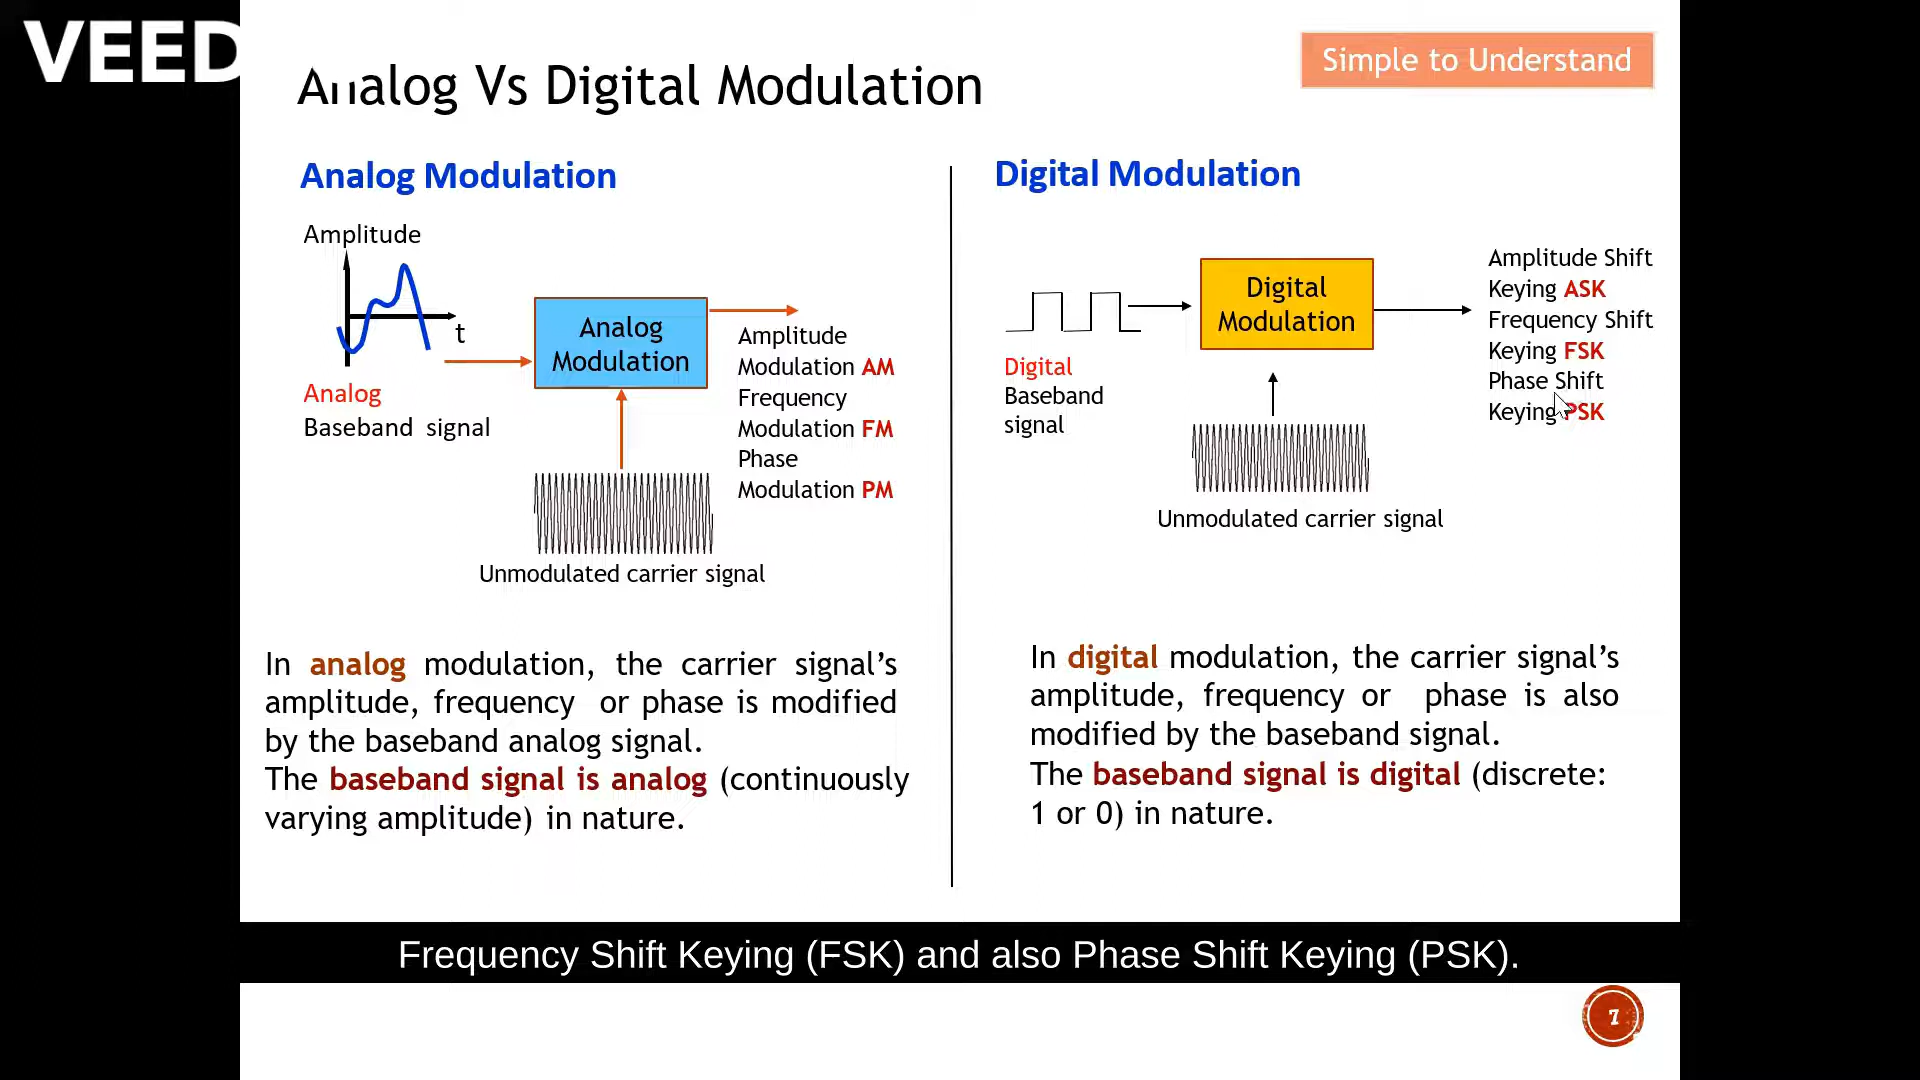 VEED
Analog Vs Digital Modulation
Simple to Understand
Analog Modulation
Amplitude
t
Analog
Baseband signal
Analog
Modulation
Amplitude
Modulation AM
Frequency
Modulation FM
Phase
Modulation PM
Unmodulated carrier signal
In analog modulation, the carrier signal’s
amplitude, frequency or phase is modified
by the baseband analog signal.
The baseband signal is analog (continuously
varying amplitude) in nature.
Digital Modulation
Digital
Baseband
signal
Digital
Modulation
Amplitude Shift
Keying ASK
Frequency Shift
Keying FSK
Phase Shift
Keying PSK
Unmodulated carrier signal
In digital modulation, the carrier signal’s
amplitude, frequency or phase is also
modified by the baseband signal.
The baseband signal is digital (discrete:
1 or 0) in nature.
Frequency Shift Keying (FSK) and also Phase Shift Keying (PSK).
7